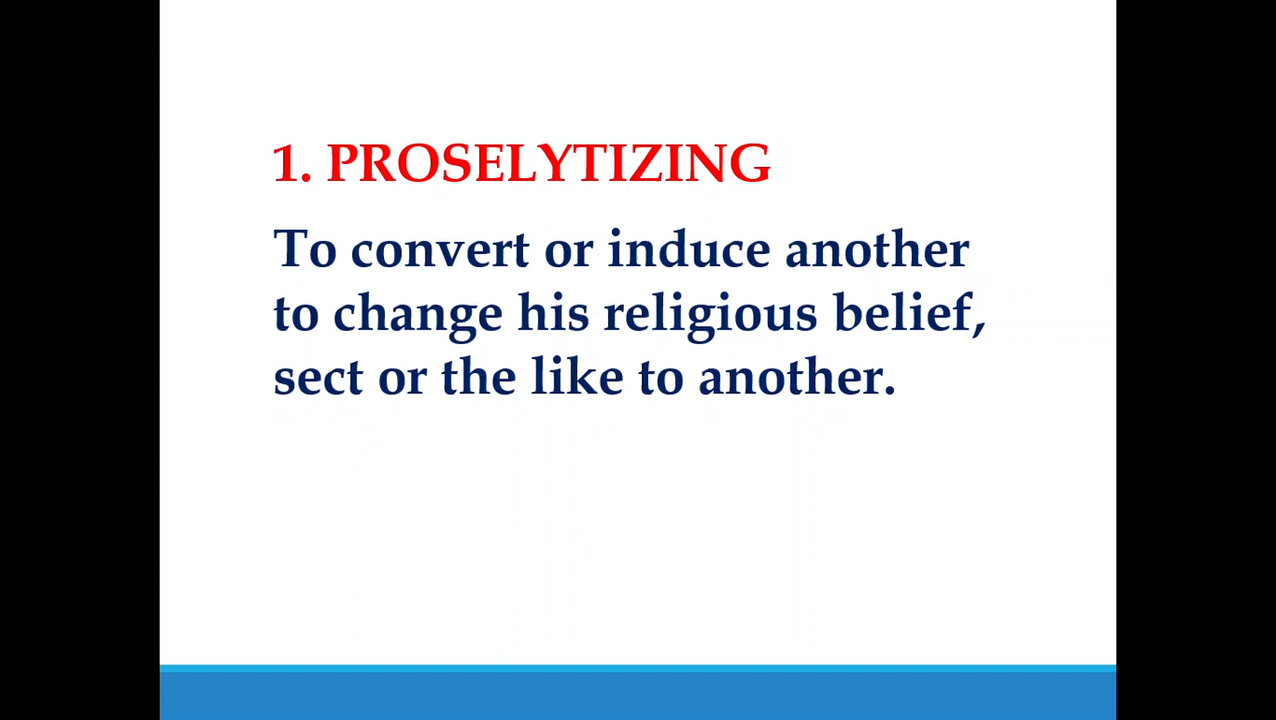 1. PROSELYTIZING
To convert or induce another
to change his religious belief,
sect or the like to another.